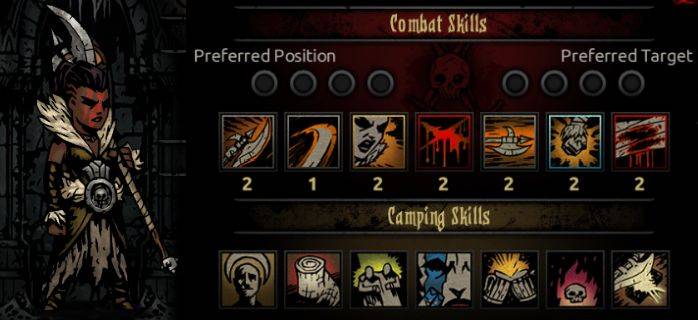 Combat Skills
Preferred Position Preferred Target
2 1 2 2 2 2 2
Camping Skills